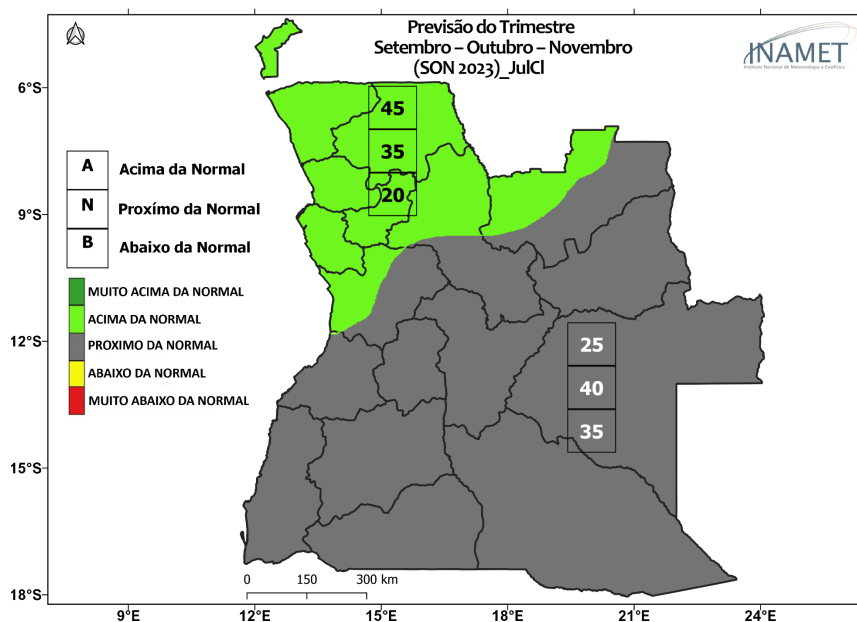 Previsão do Trimestre
Setembro – Outubro – Novembro
(SON 2023)_JulCl
INAMET
Instituto Nacional de Meteorologia e Geofísica
6°S
9°S
12°S
15°S
18°S
A Acima da Normal
N Proxímo da Normal
B Abaixo da Normal
MUITO ACIMA DA NORMAL
ACIMA DA NORMAL
PROXIMO DA NORMAL
ABAIXO DA NORMAL
MUITO ABAIXO DA NORMAL
45
35
20
25
40
35
0 150 300 km
9°E 12°E 15°E 18°E 21°E 24°E